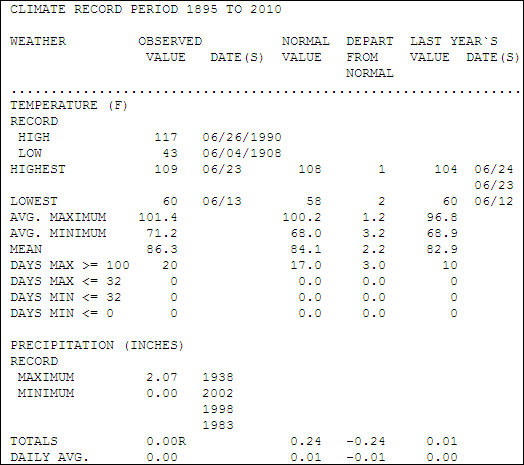 CLIMATE RECORD PERIOD 1895 TO 2010
WEATHER OBSERVED NORMAL DEPART LAST YEAR`S
VALUE DATE(S) VALUE FROM VALUE DATE(S)
NORMAL
................................................................
TEMPERATURE (F)
RECORD
HIGH 117 06/26/1990
LOW 43 06/04/1908
HIGHEST 109 06/23 108 1 104 06/24
06/23
LOWEST 60 06/13 58 2 60 06/12
AVG. MAXIMUM 101.4 100.2 1.2 96.8
AVG. MINIMUM 71.2 68.0 3.2 68.9
MEAN 86.3 84.1 2.2 82.9
DAYS MAX >= 100 20 17.0 3.0 10
DAYS MAX <= 32 0 0.0 0.0 0
DAYS MIN <= 32 0 0.0 0.0 0
DAYS MIN <= 0 0 0.0 0.0 0
PRECIPITATION (INCHES)
RECORD
MAXIMUM 2.07 1938
MINIMUM 0.00 2002
1998
1983
TOTALS 0.00R 0.24 -0.24 0.01
DAILY AVG. 0.00 0.01 -0.01 0.00